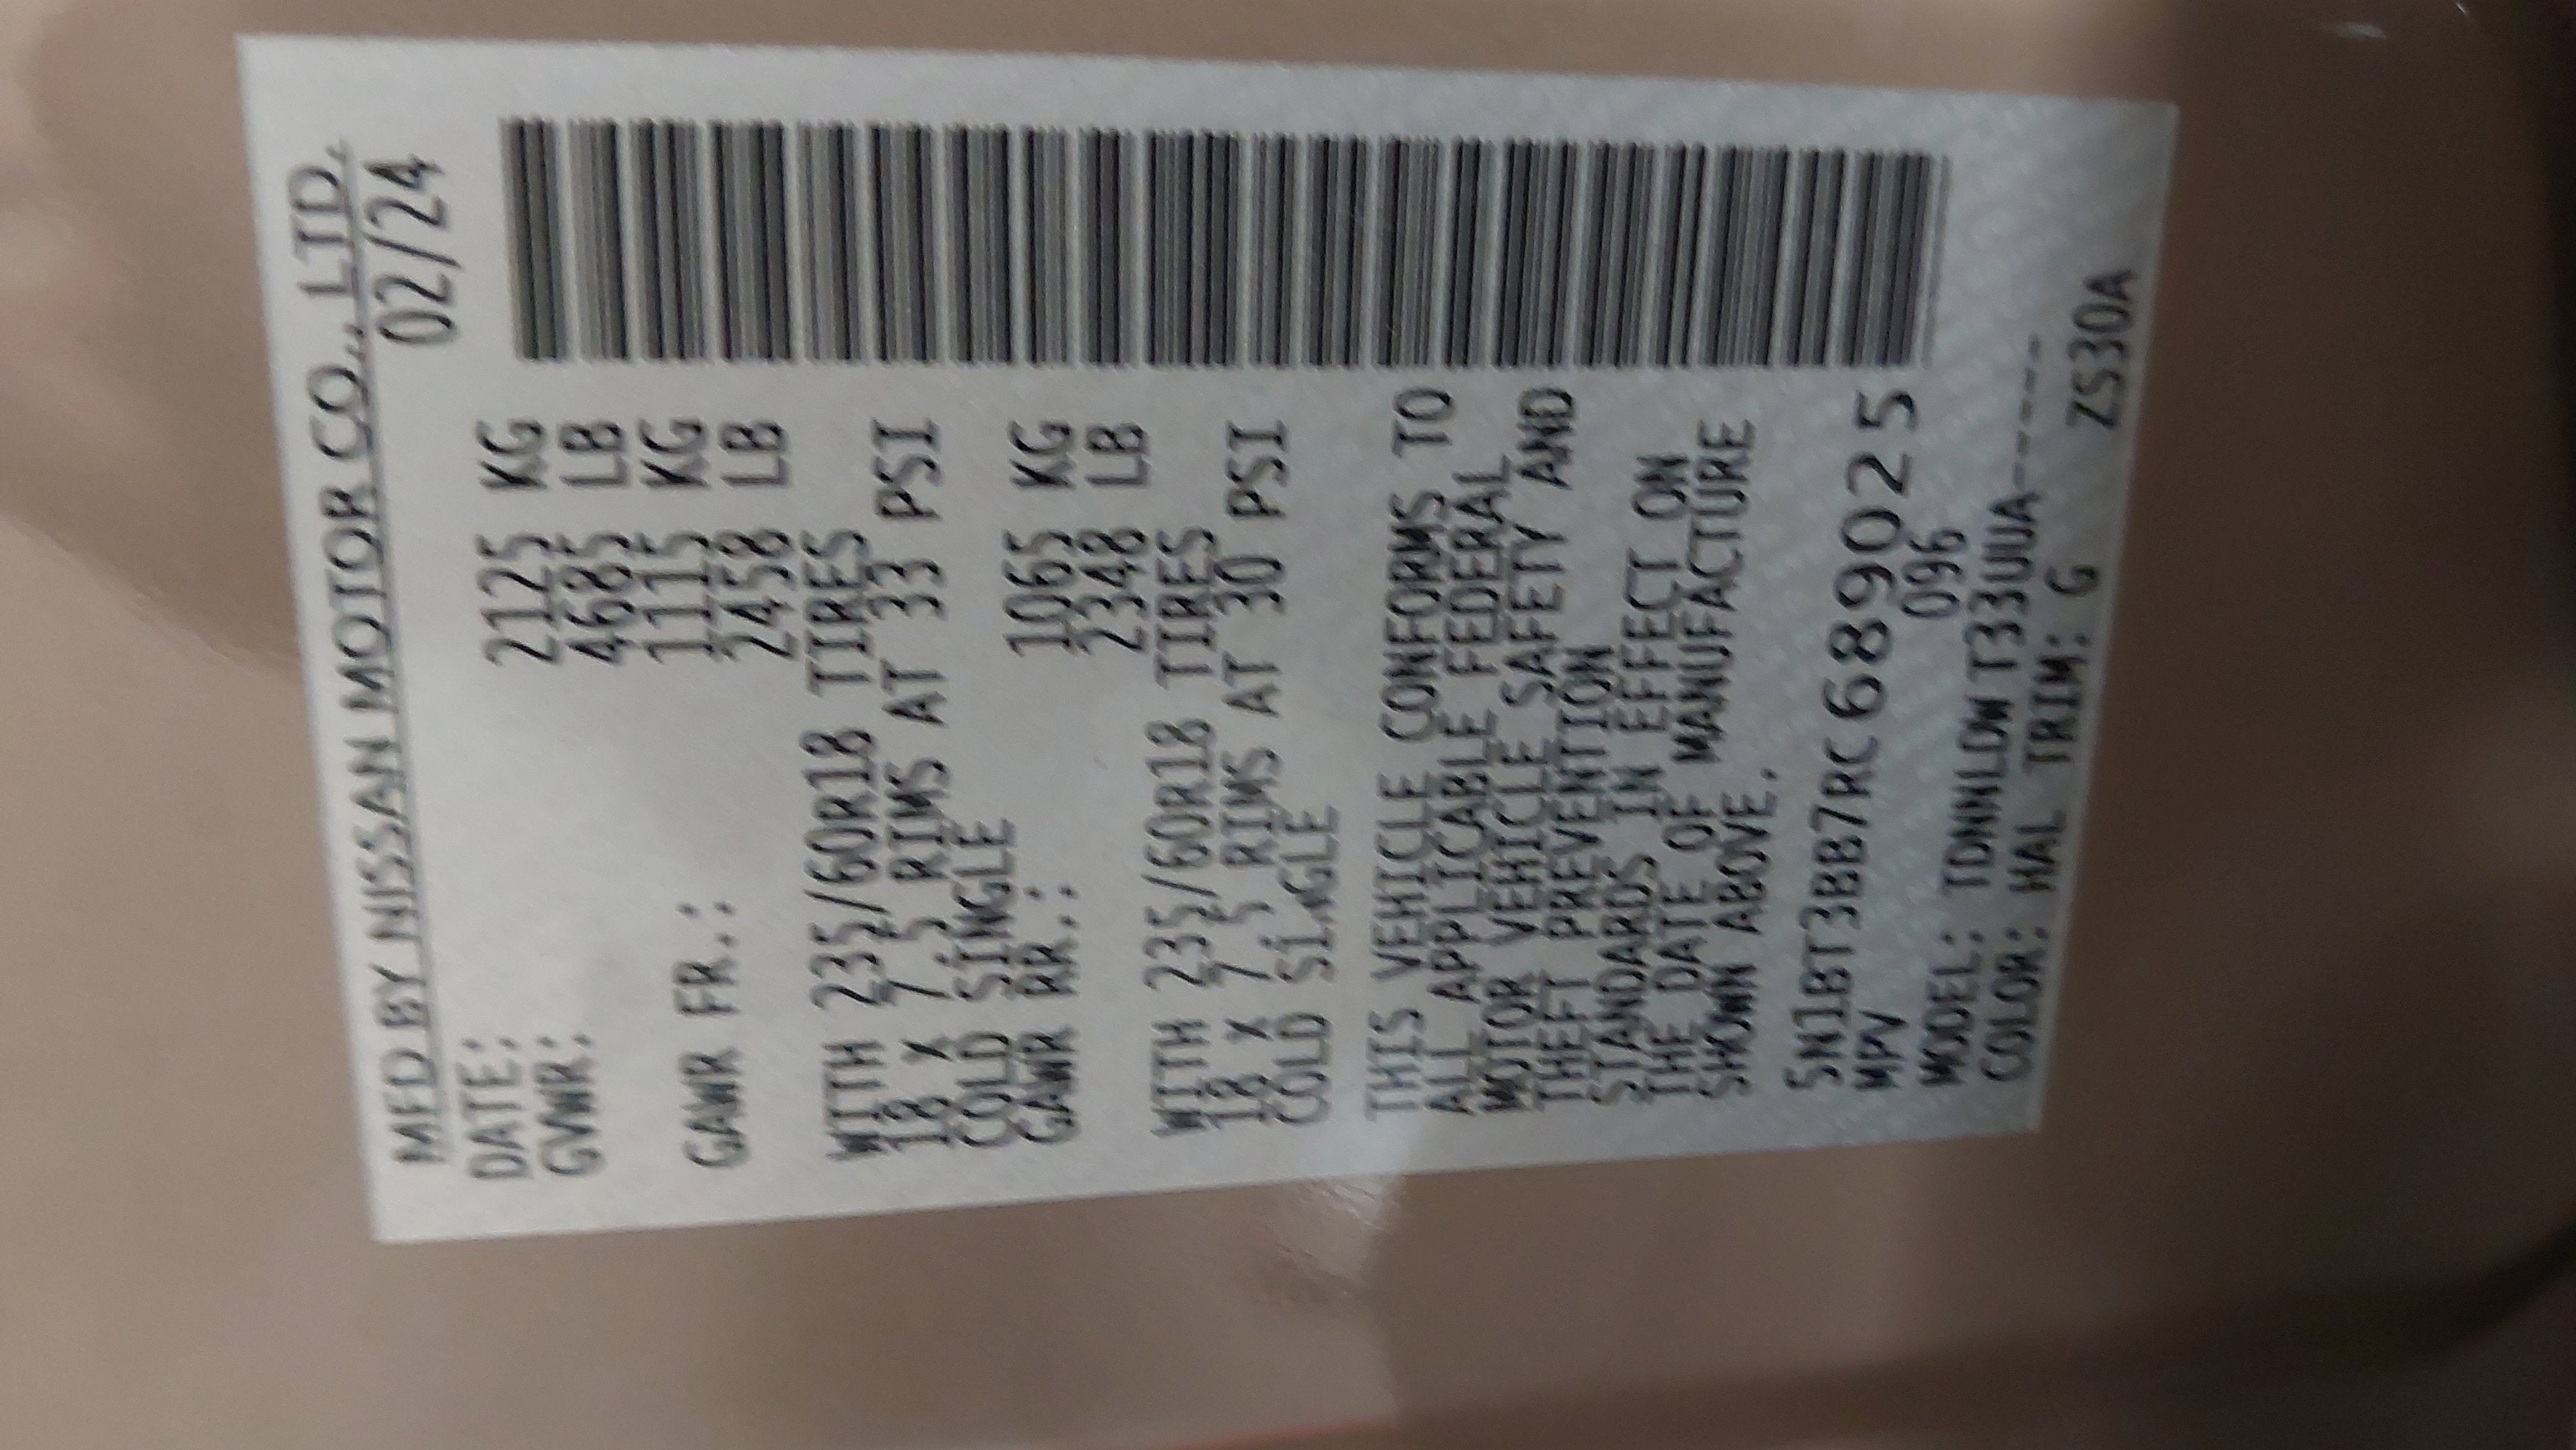 MFD BY NISSAN MOTOR CO., LTD.
DATE: 02/24
GVWR: 2125 KG
4685 LB
GAWR FR.: 1115 KG
2458 LB
WITH 235/60R18 TIRES
18 X 7.5 RIMS AT 33 PSI
COLD SINGLE
GAWR RR.: 1065 KG
2348 LB
WITH 235/60R18 TIRES
18 X 7.5 RIMS AT 30 PSI
COLD SINGLE
THIS VEHICLE CONFORMS TO
ALL APPLICABLE FEDERAL
MOTOR VEHICLE SAFETY AND
THEFT PREVENTION
STANDARDS IN EFFECT ON
THE DATE OF MANUFACTURE
SHOWN ABOVE.
5N1BT3BB7RC689025
MPV 096
MODEL: TDNNLDW T33UUA-----
COLOR: HAL TRIM: G ZS30A